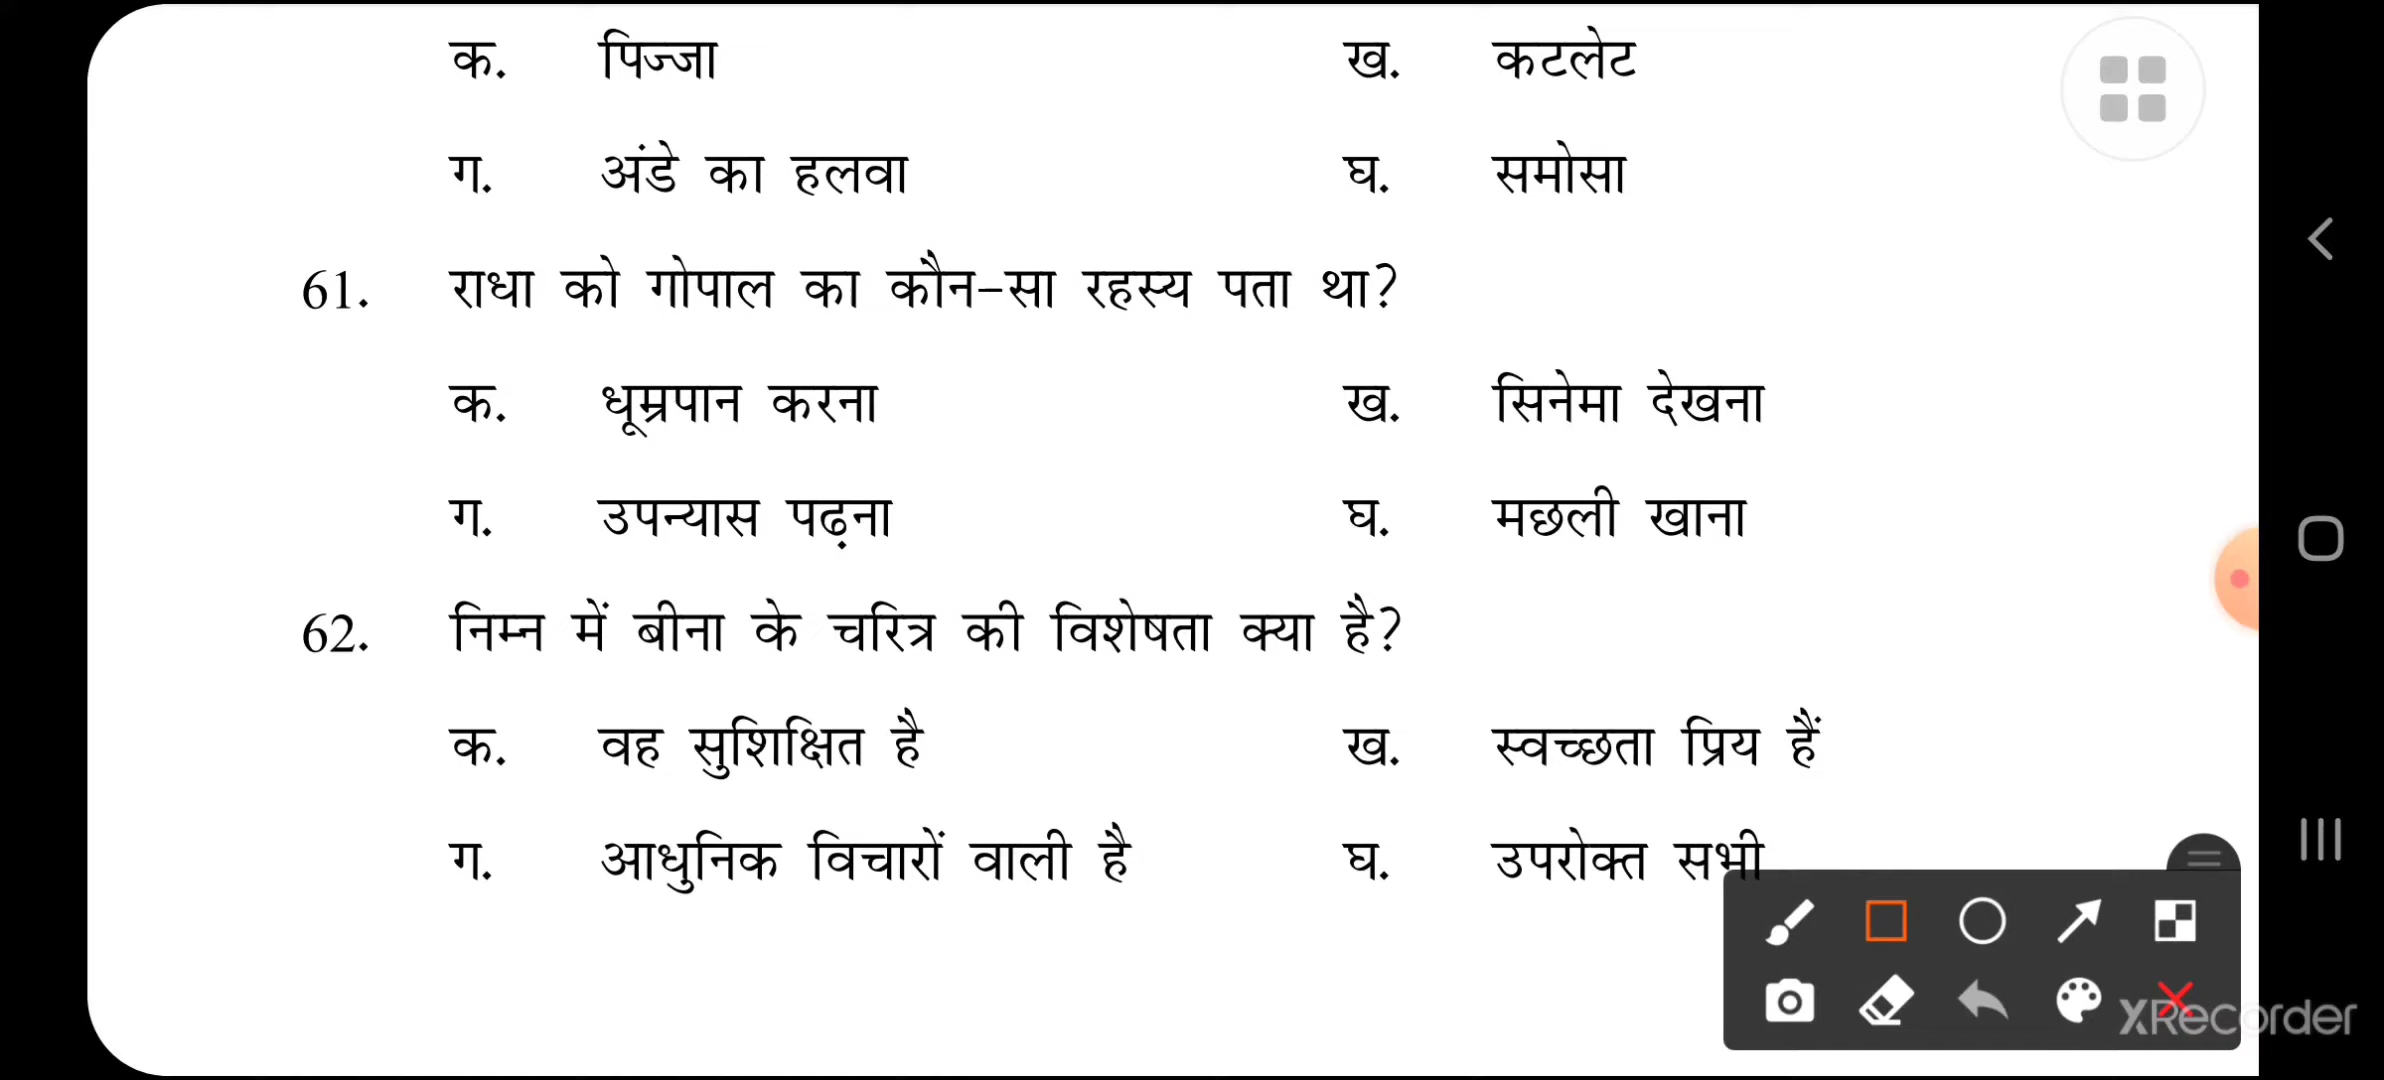 क. पिज्जा ख. कटलेट
ग. अंडे का हलवा घ. समोसा
61. राधा को गोपाल का कौन-सा रहस्य पता था?
क. धूम्रपान करना ख. सिनेमा देखना
ग. उपन्यास पढ़ना घ. मछली खाना
62. निम्न में बीना के चरित्र की विशेषता क्या है?
क. वह सुशिक्षित है ख. स्वच्छता प्रिय हैं
ग. आधुनिक विचारों वाली है घ. उपरोक्त सभी
XRecorder